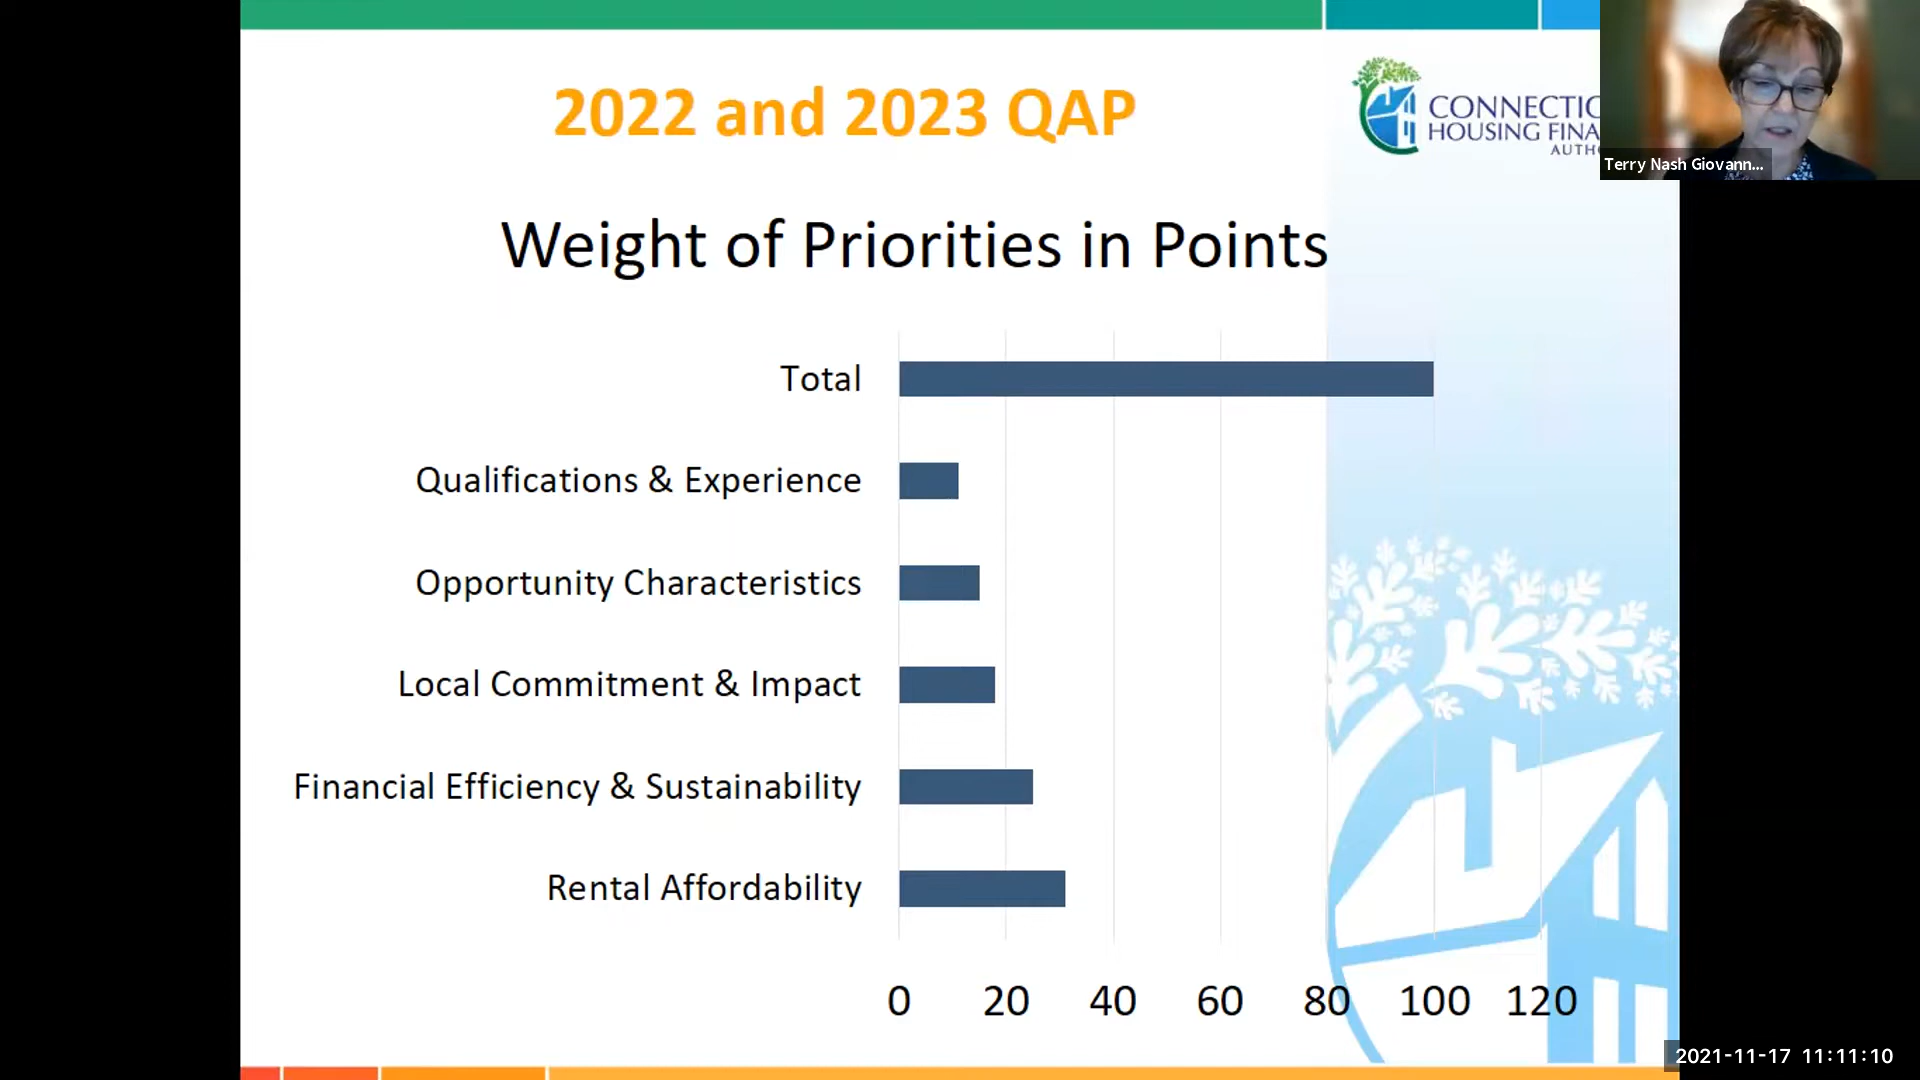 2022 and 2023 QAP
CONNECTIC
HOUSING FINA
AUTH
Terry Nash Giovann...
Weight of Priorities in Points
Total
Qualifications & Experience
Opportunity Characteristics
Local Commitment & Impact
Financial Efficiency & Sustainability
Rental Affordability
0 20 40 60 80 100 120
2021-11-17 11:11:10